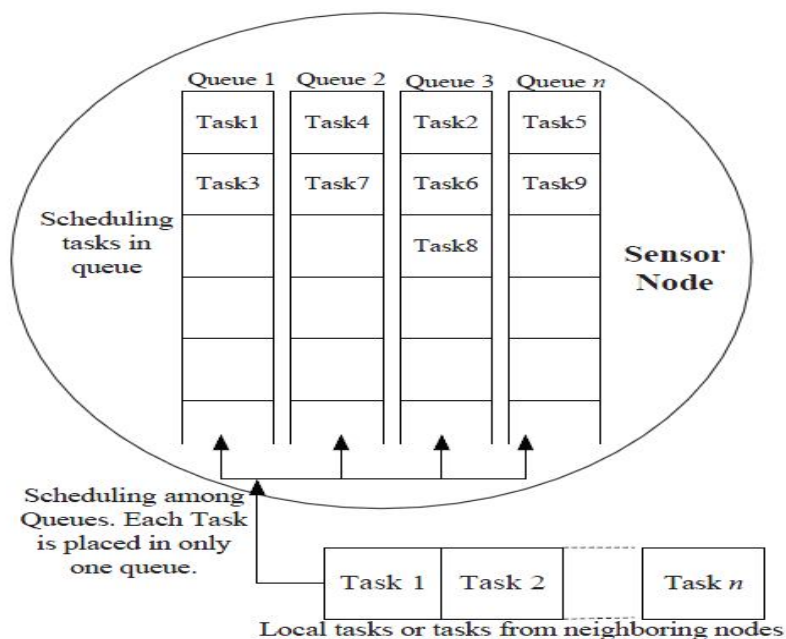 Queue 1 Queue 2 Queue 3 Queue n
Task1 Task4 Task2 Task5
Task3 Task7 Task6 Task9
Task8
Scheduling
tasks in
queue
Sensor
Node
Scheduling among
Queues. Each Task
is placed in only
one queue.
Task 1 Task 2 Task n
Local tasks or tasks from neighboring nodes